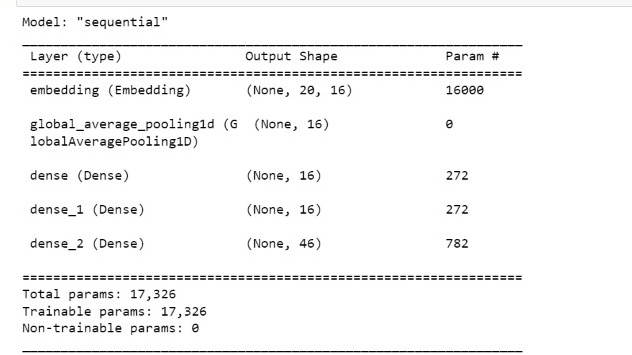 Model: "sequential"
Layer (type) Output Shape Param #
embedding (Embedding) (None, 20, 16) 16000
global_average_pooling1d (G (None, 16) 0
lobalAveragePooling1D)
dense (Dense) (None, 16) 272
dense_1 (Dense) (None, 16) 272
dense_2 (Dense) (None, 46) 782
Total params: 17,326
Trainable params: 17,326
Non-trainable params: 0